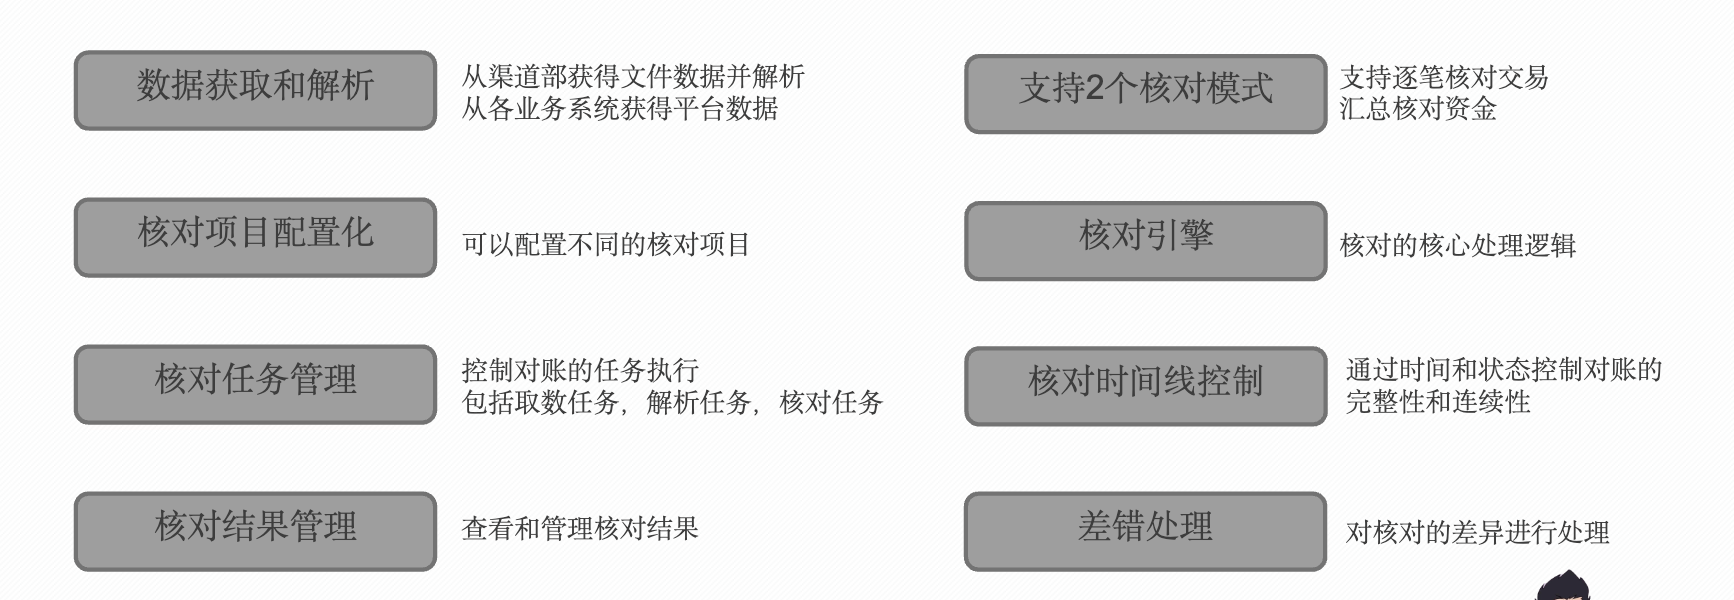 数据获取和解析
从渠道部获得文件数据并解析
从各业务系统获得平台数据
支持2个核对模式
支持逐笔核对交易
汇总核对资金
核对项目配置化
可以配置不同的核对项目
核对引擎
核对的核心处理逻辑
核对任务管理
控制对账的任务执行
包括取数任务，解析任务，核对任务
核对时间线控制
通过时间和状态控制对账的
完整性和连续性
核对结果管理
查看和管理核对结果
差错处理
对核对的差异进行处理